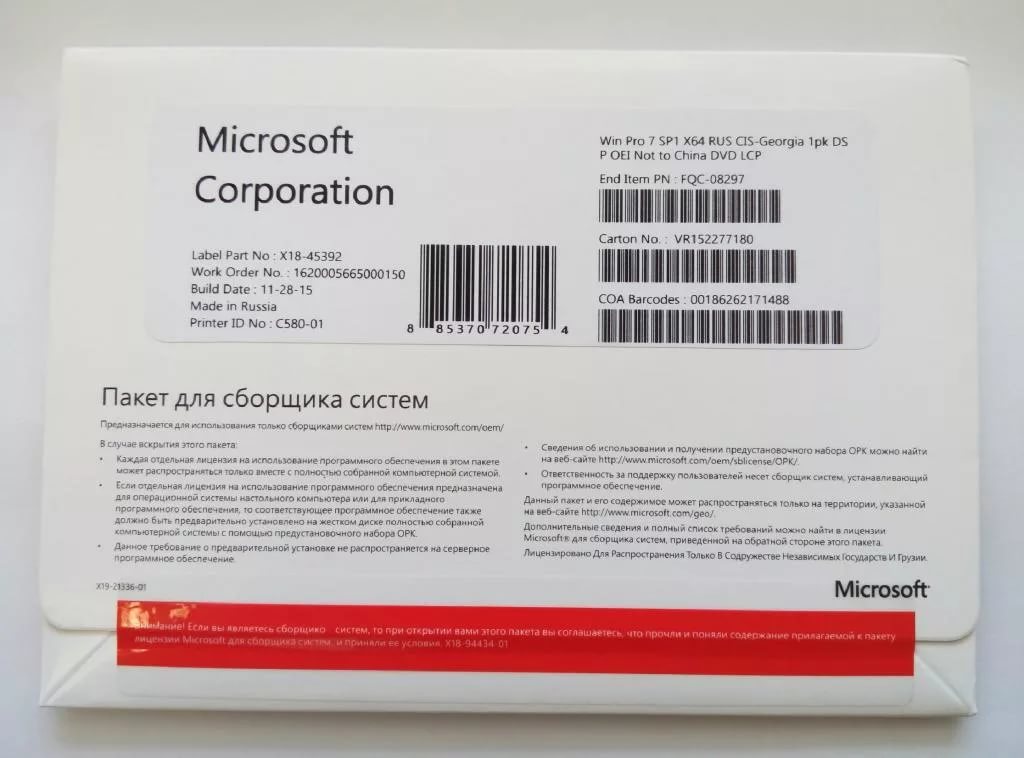 Microsoft
Corporation
Label Part No : X18-45392
Work Order No. : 1620005665000150
Build Date : 11-28-15
Made in Russia
Printer ID No : C580-01
8 85370 72075 4
Win Pro 7 SP1 X64 RUS CIS-Georgia 1pk DS
P OEI Not to China DVD LCP
End Item PN : FQC-08297
Carton No. : VR152277180
COA Barcodes : 00186262171488
Пакет для сборщика систем
Предназначается для использования только сборщиками систем http://www.microsoft.com/oem/
В случае вскрытия этого пакета:
• Каждая отдельная лицензия на использование программного обеспечения в этом пакете
может распространяться только вместе с полностью собранной компьютерной системой.
• Если отдельная лицензия на использование программного обеспечения предназначена
для операционной системы настольного компьютера или для прикладного
программного обеспечения, то соответствующее программное обеспечение также
должно быть предварительно установлено на жестком диске полностью собранной
компьютерной системы с помощью предустановочного набора OPK.
• Данное требование о предварительной установке не распространяется на серверное
программное обеспечение.
• Сведения об использовании и получении предустановочного набора OPK можно найти
на веб-сайте http://www.microsoft.com/oem/sblicense/OPK/.
• Ответственность за поддержку пользователей несет сборщик систем, устанавливающий
программное обеспечение.
Данный пакет и его содержимое может распространяться только на территории, указанной
на веб-сайте http://www.microsoft.com/geo/.
Дополнительные сведения и полный список требований можно найти в лицензии
Microsoft® для сборщика систем, приведенной на обратной стороне этого пакета.
Лицензировано Для Распространения Только В Содружестве Независимых Государств И Грузии.
X19-21336-01
Microsoft
Внимание! Если вы являетесь сборщико систем, то при открытии вами этого пакета вы соглашаетесь, что прочли и поняли содержание прилагаемой к пакету
лицензии Microsoft для сборщика систем, и приняли ее условия. X18-94434-01